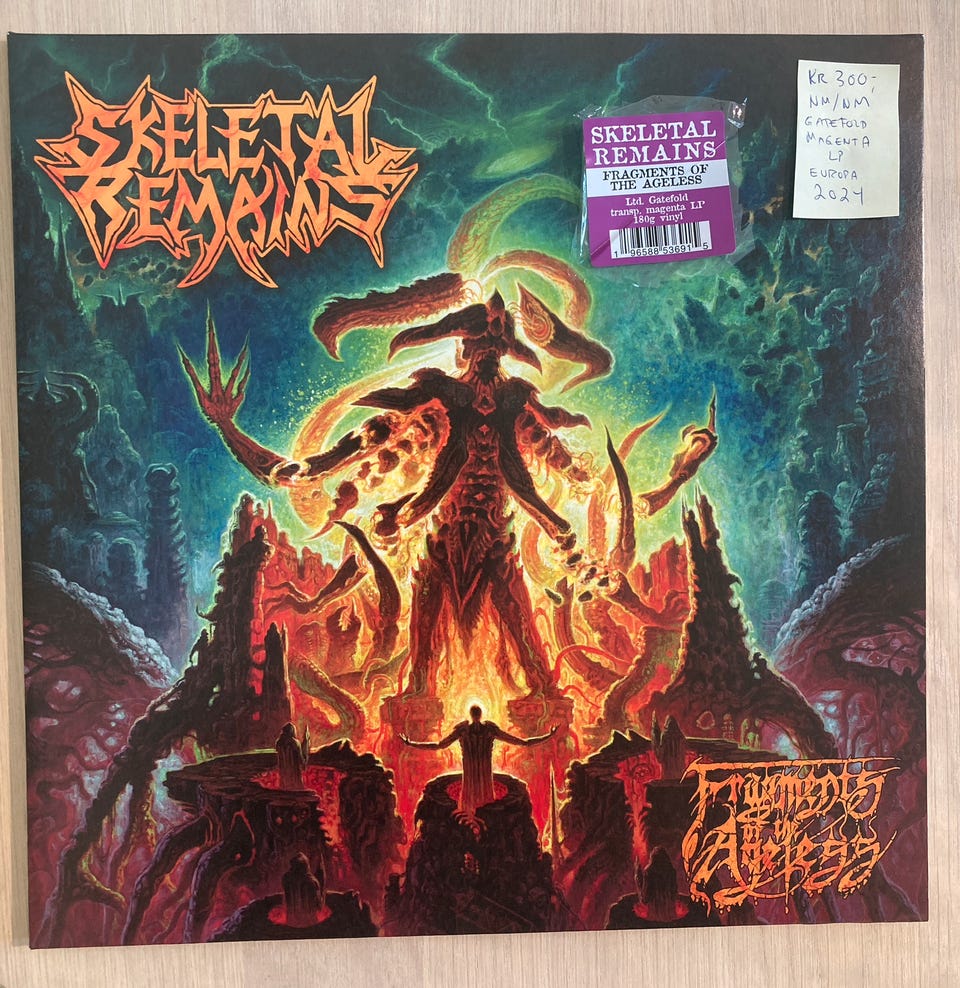 SKELETAL
REMAINS
SKELETAL
REMAINS
FRAGMENTS OF
THE AGELESS
Ltd. Gatefold
transp. magenta LP
180g vinyl
1 96588 53691 5
KR 300,-
NM/NM
GATEFOLD
MAGENTA
LP
EUROPA
2024
Fragments
of the
Ageless